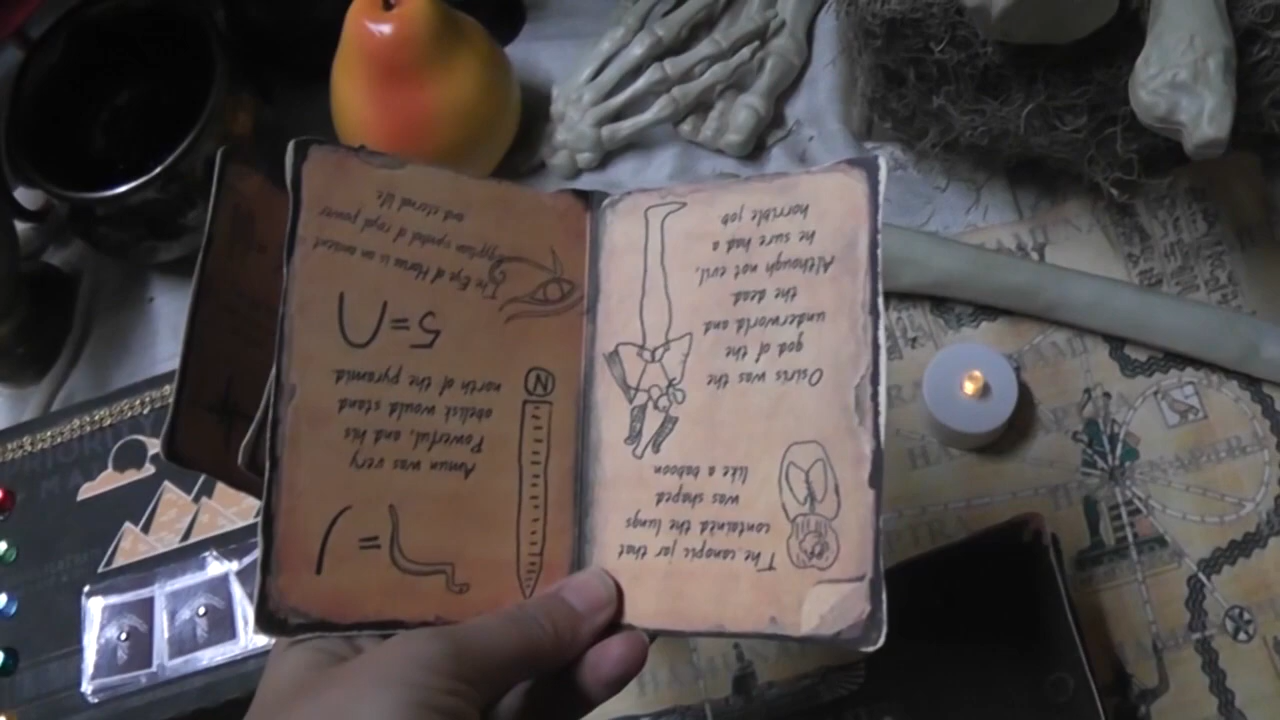 The canopic jar that
contained the lungs
was shaped
like a baboon
Osiris was the
god of the
underworld and
the dead.
Although not evil,
he sure had a
horrible job.
Amun was very
Powerful, and his
obelisk would stand
north of the pyramid
N
5=
The Eye of Horus is an ancient
Egyptian symbol of royal power
and eternal life.